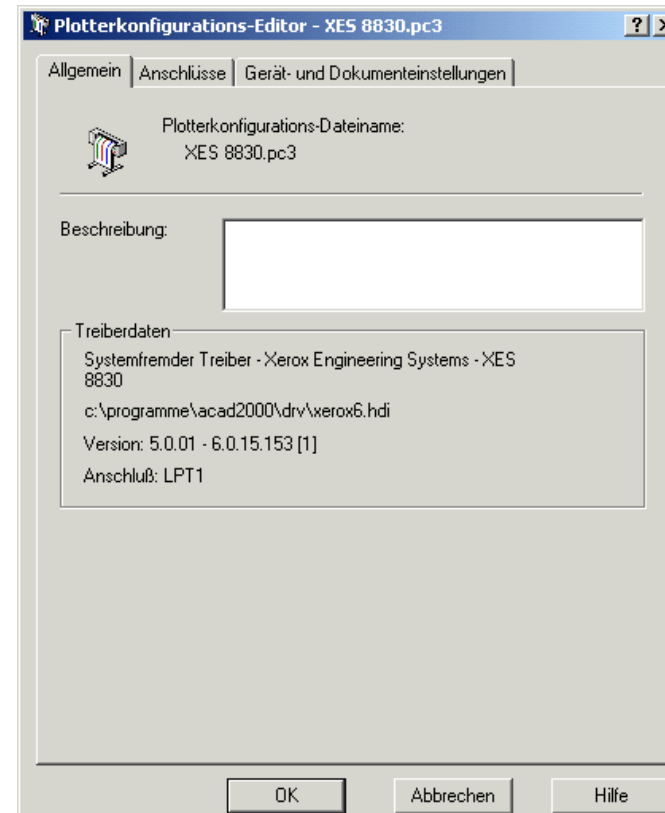 Plotterkonfigurations-Editor - XES 8830.pc3
Allgemein
Anschlüsse
Gerät- und Dokumenteinstellungen
Plotterkonfigurations-Dateiname:
XES 8830.pc3
Beschreibung:
Treiberdaten
Systemfremder Treiber - Xerox Engineering Systems - XES
8830
c:\programme\acad2000\drv\xerox6.hdi
Version: 5.0.01 - 6.0.15.153 [1]
Anschluß: LPT1
OK
Abbrechen
Hilfe